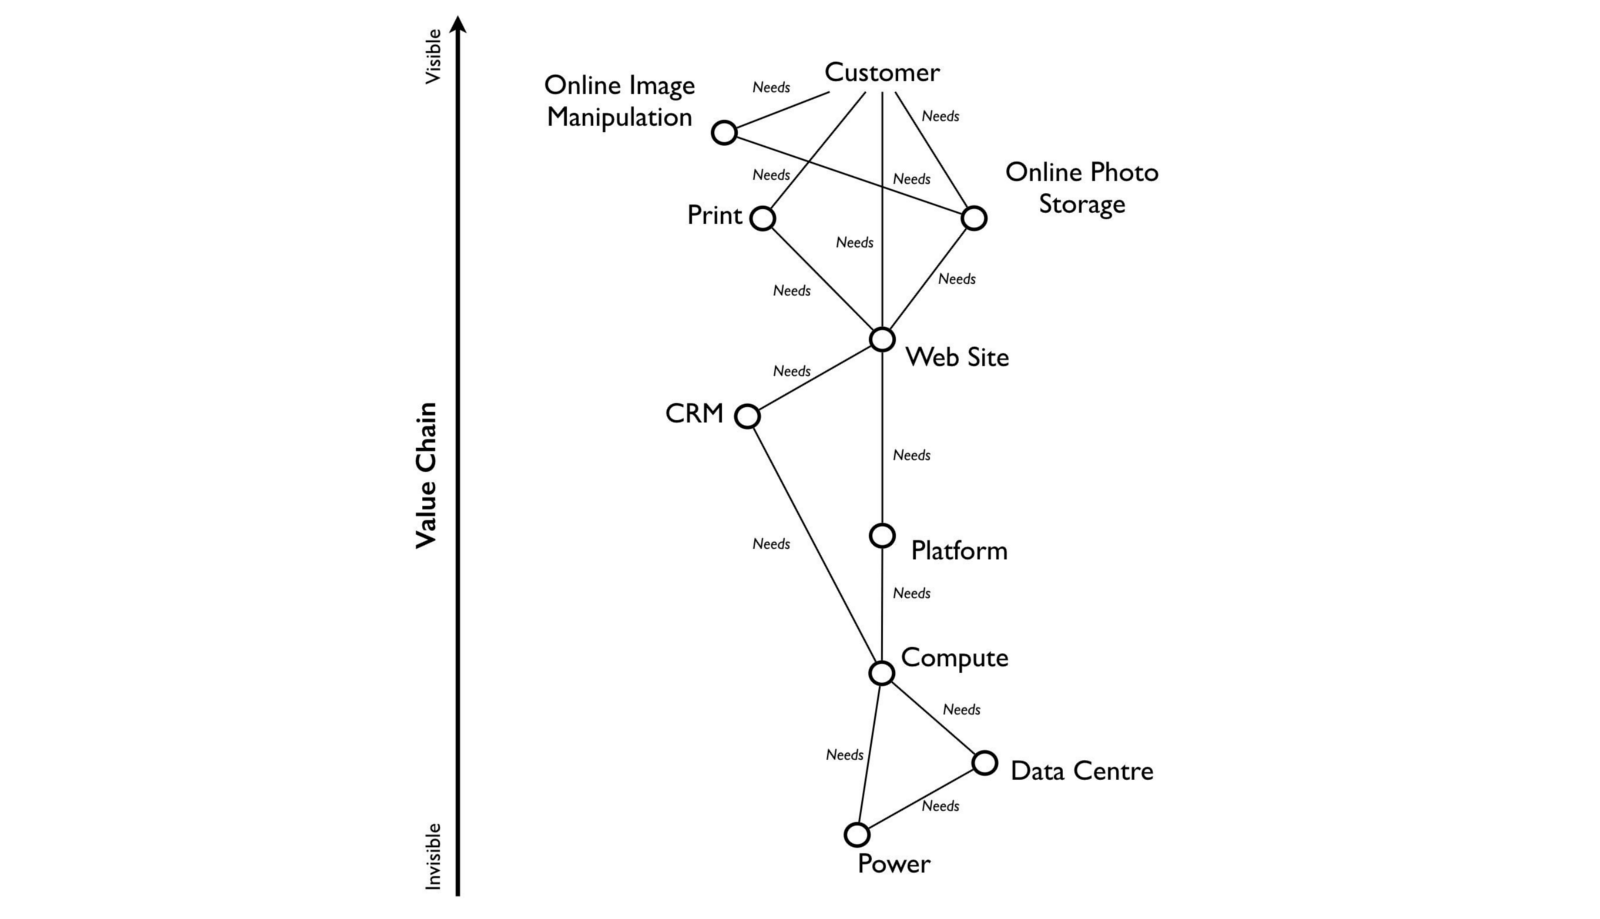 Visible
Customer
Needs
Online Image
Manipulation
Needs
Online Photo
Storage
Needs
Needs
Print
Needs
Needs
Needs
Web Site
Needs
CRM
Value Chain
Needs
Needs
Platform
Needs
Compute
Needs
Needs
Data Centre
Needs
Power
Invisible